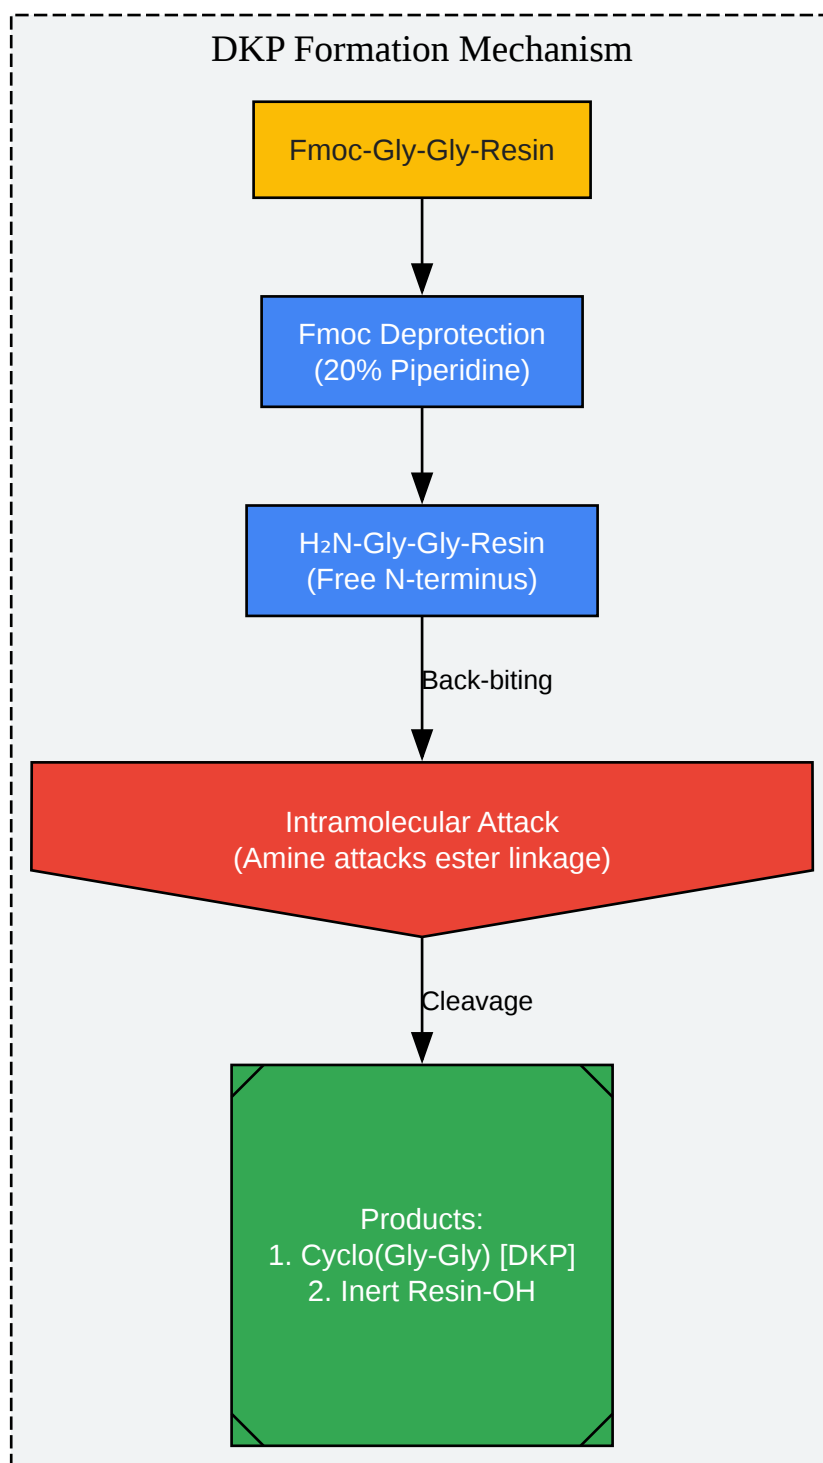 DKP Formation Mechanism
Fmoc-Gly-Gly-Resin
Fmoc Deprotection
(20% Piperidine)
H₂N-Gly-Gly-Resin
(Free N-terminus)
Back-biting
Intramolecular Attack
(Amine attacks ester linkage)
Cleavage
Products:
1. Cyclo(Gly-Gly) [DKP]
2. Inert Resin-OH